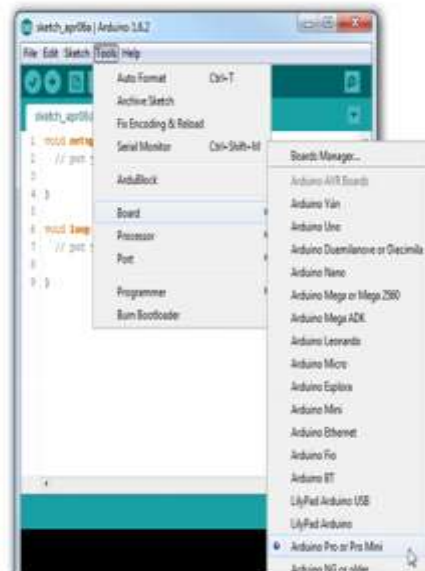 sketch_apr06a | Arduino 1.6.2
File Edit Sketch Tools Help
Auto Format Ctrl+T
Archive Sketch
Fix Encoding & Reload
Serial Monitor Ctrl+Shift+M
ArduBlock
Board
Processor
Port
Programmer
Burn Bootloader
sketch_apr06a
1 void setup
2 // put
3
4 }
5
6 void loop
7 // put
8
9 }
Boards Manager...
Arduino AVR Boards
Arduino Yún
Arduino Uno
Arduino Duemilanove or Diecimila
Arduino Nano
Arduino Mega or Mega 2560
Arduino Mega ADK
Arduino Leonardo
Arduino Micro
Arduino Esplora
Arduino Mini
Arduino Ethernet
Arduino Fio
Arduino BT
LilyPad Arduino USB
LilyPad Arduino
Arduino Pro or Pro Mini
Arduino NG or older